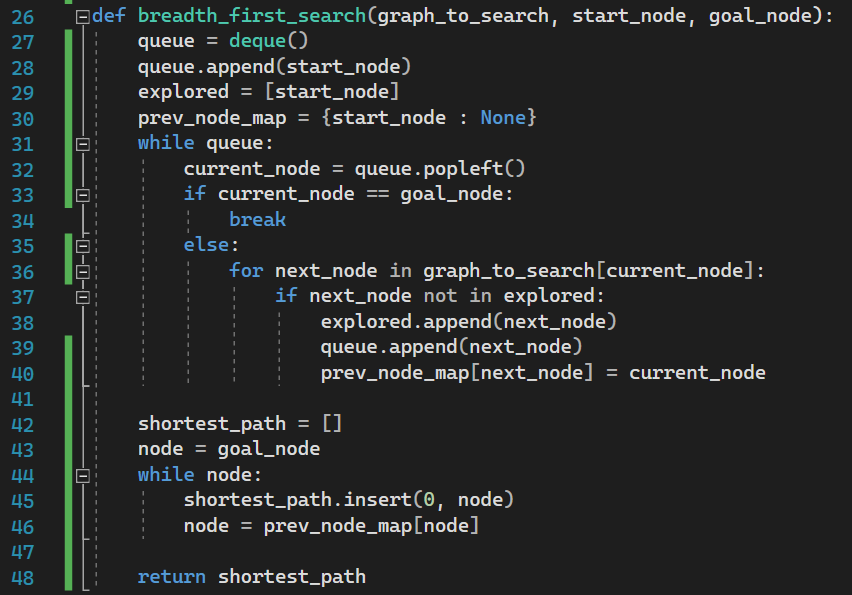 26 def breadth_first_search(graph_to_search, start_node, goal_node):
27     queue = deque()
28     queue.append(start_node)
29     explored = [start_node]
30     prev_node_map = {start_node : None}
31     while queue:
32         current_node = queue.popleft()
33         if current_node == goal_node:
34             break
35         else:
36             for next_node in graph_to_search[current_node]:
37                 if next_node not in explored:
38                     explored.append(next_node)
39                     queue.append(next_node)
40                     prev_node_map[next_node] = current_node
41
42     shortest_path = []
43     node = goal_node
44     while node:
45         shortest_path.insert(0, node)
46         node = prev_node_map[node]
47
48     return shortest_path